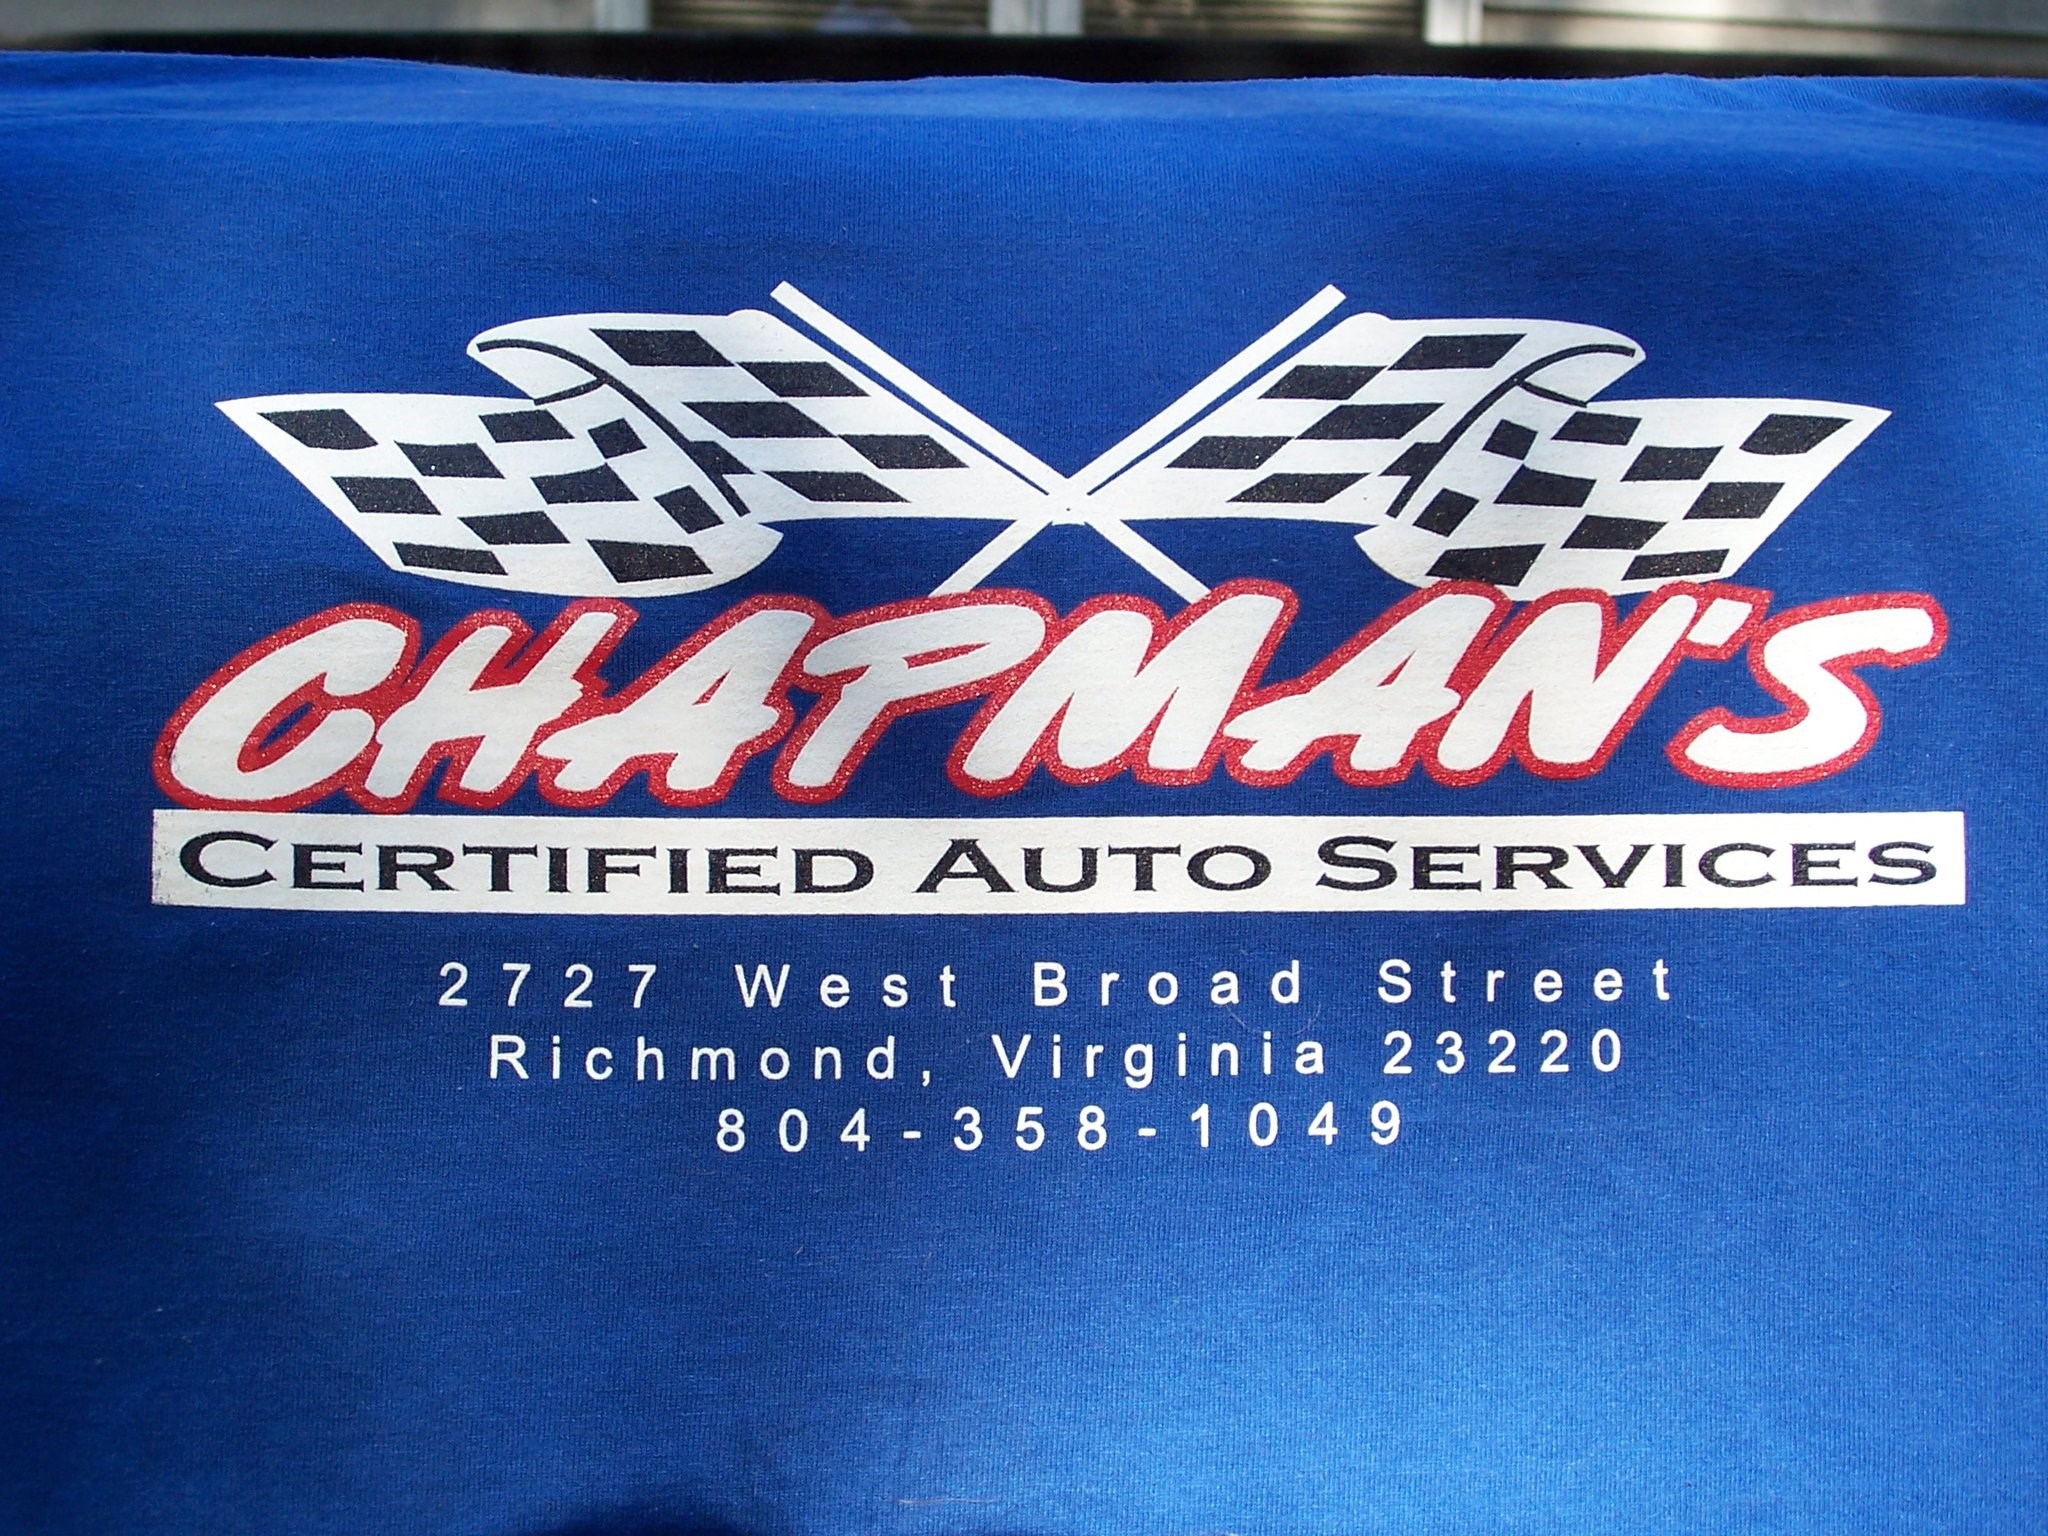 CHAPMAN'S
CERTIFIED AUTO SERVICES
2727 West Broad Street
Richmond, Virginia 23220
804-358-1049